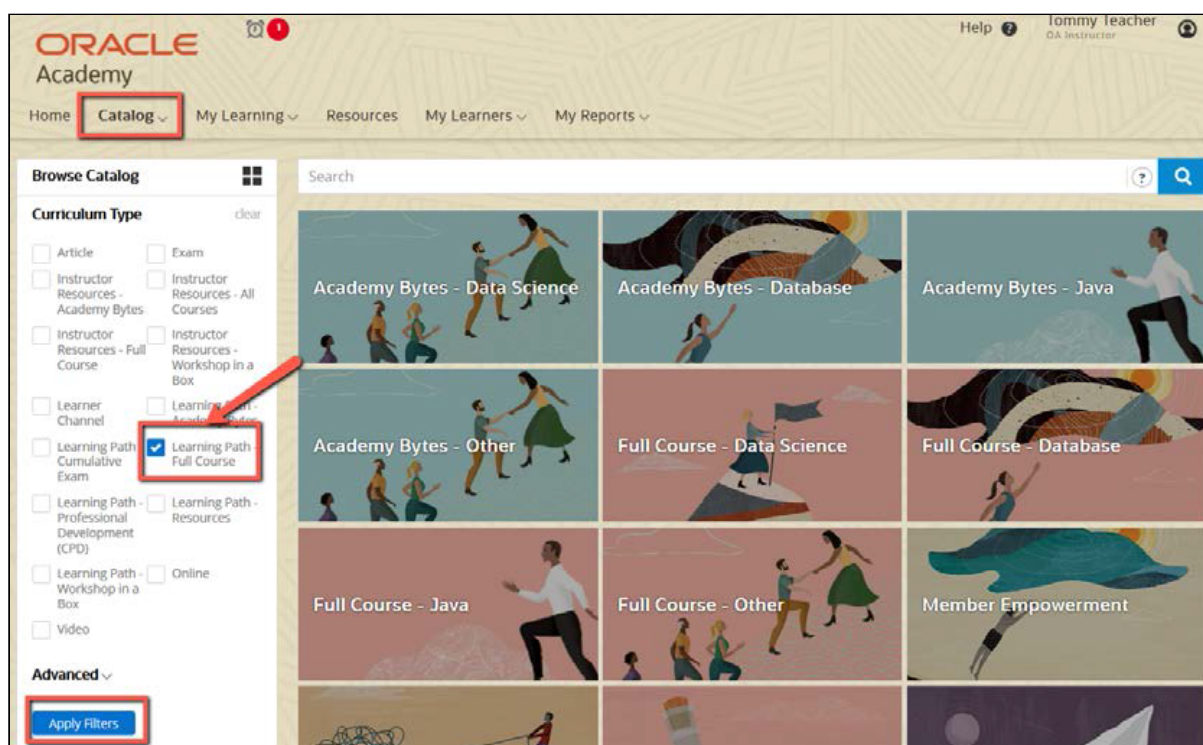 ORACLE
Academy
1
Help ?
Tommy Teacher
OA Instructor
Home
Catalog
My Learning
Resources
My Learners
My Reports
Browse Catalog
Search
?
Curriculum Type
clear
Article
Exam
Instructor
Resources -
Academy Bytes
Instructor
Resources - All
Courses
Instructor
Resources - Full
Course
Instructor
Resources -
Workshop in a
Box
Learner
Channel
Learning Path -
Academy Bytes
Learning Path
Cumulative
Exam
Learning Path -
Full Course
Learning Path -
Professional
Development
(CPD)
Learning Path -
Resources
Learning Path -
Workshop in a
Box
Online
Video
Advanced
Apply Filters
Academy Bytes - Data Science
Academy Bytes - Database
Academy Bytes - Java
Academy Bytes - Other
Full Course - Data Science
Full Course - Database
Full Course - Java
Full Course - Other
Member Empowerment